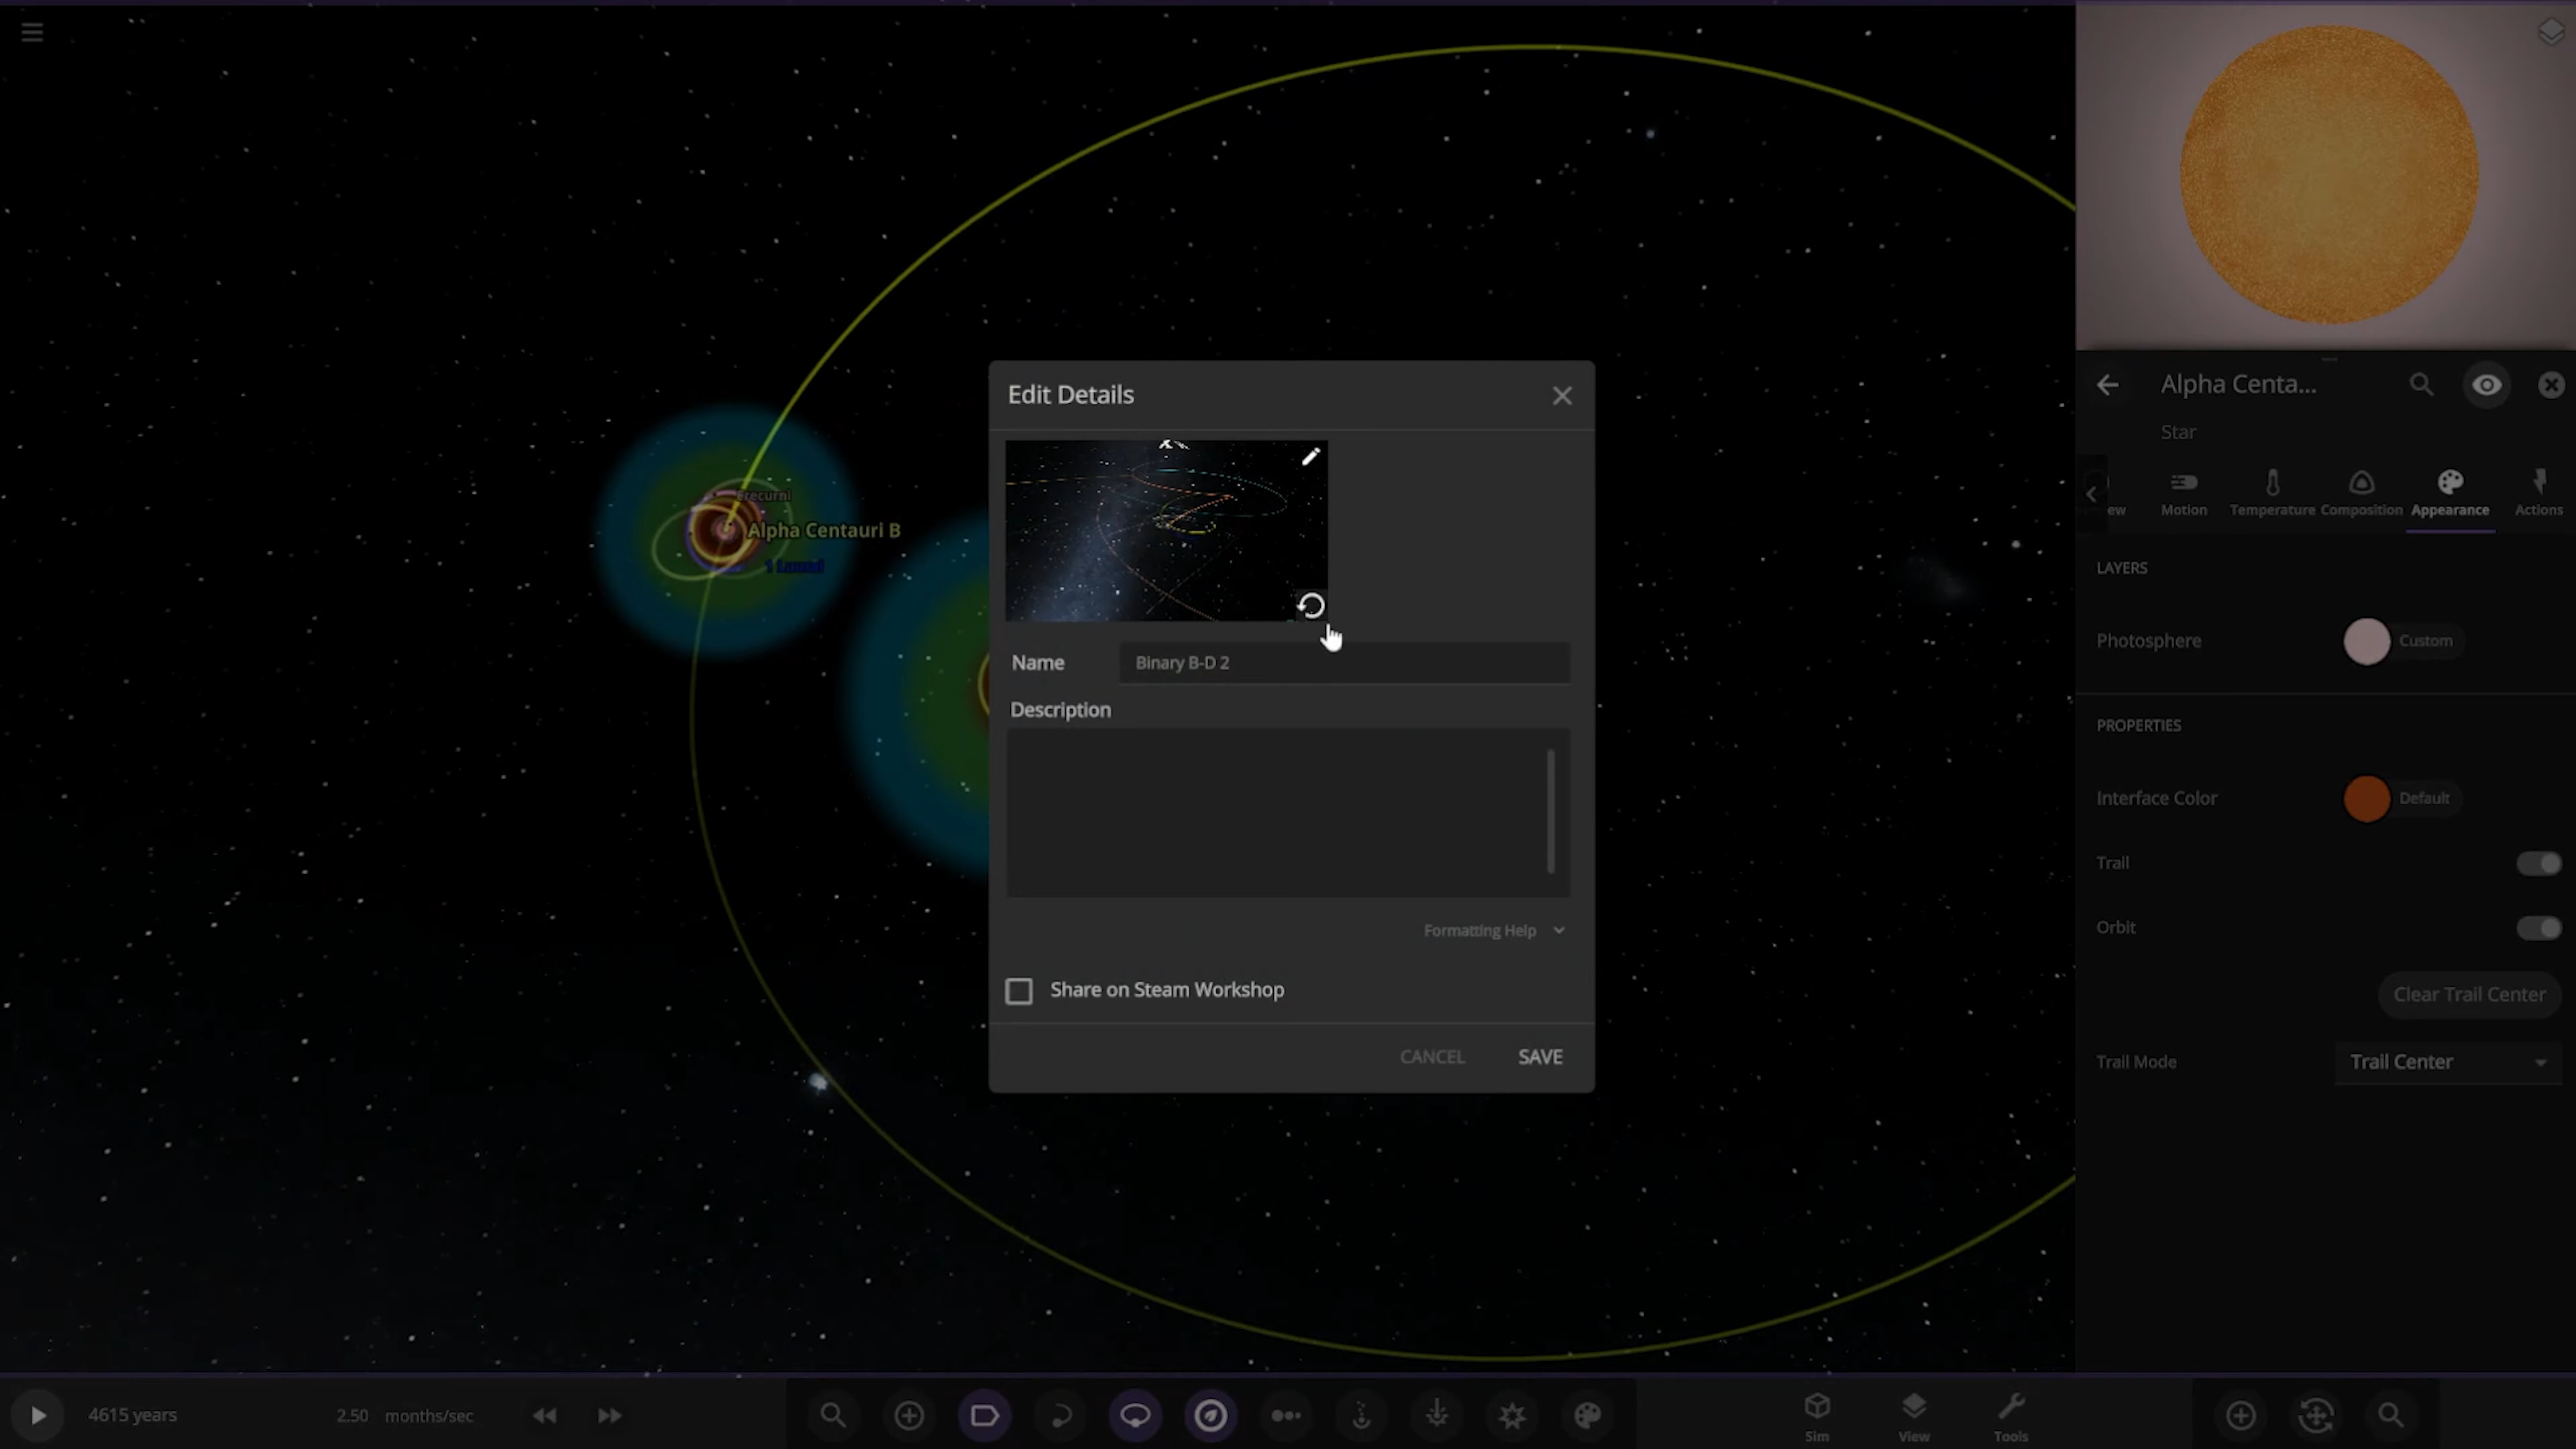 Edit Details
Name
Binary B-D 2
Description
Formatting Help
Share on Steam Workshop
CANCEL
SAVE
Alpha Centauri B
Alpha Centa...
Star
Motion
Temperature
Composition
Appearance
Actions
LAYERS
Photosphere
Custom
PROPERTIES
Interface Color
Default
Trail
Orbit
Clear Trail Center
Trail Mode
Trail Center
4615 years
2.50 months/sec
Sim
View
Tools